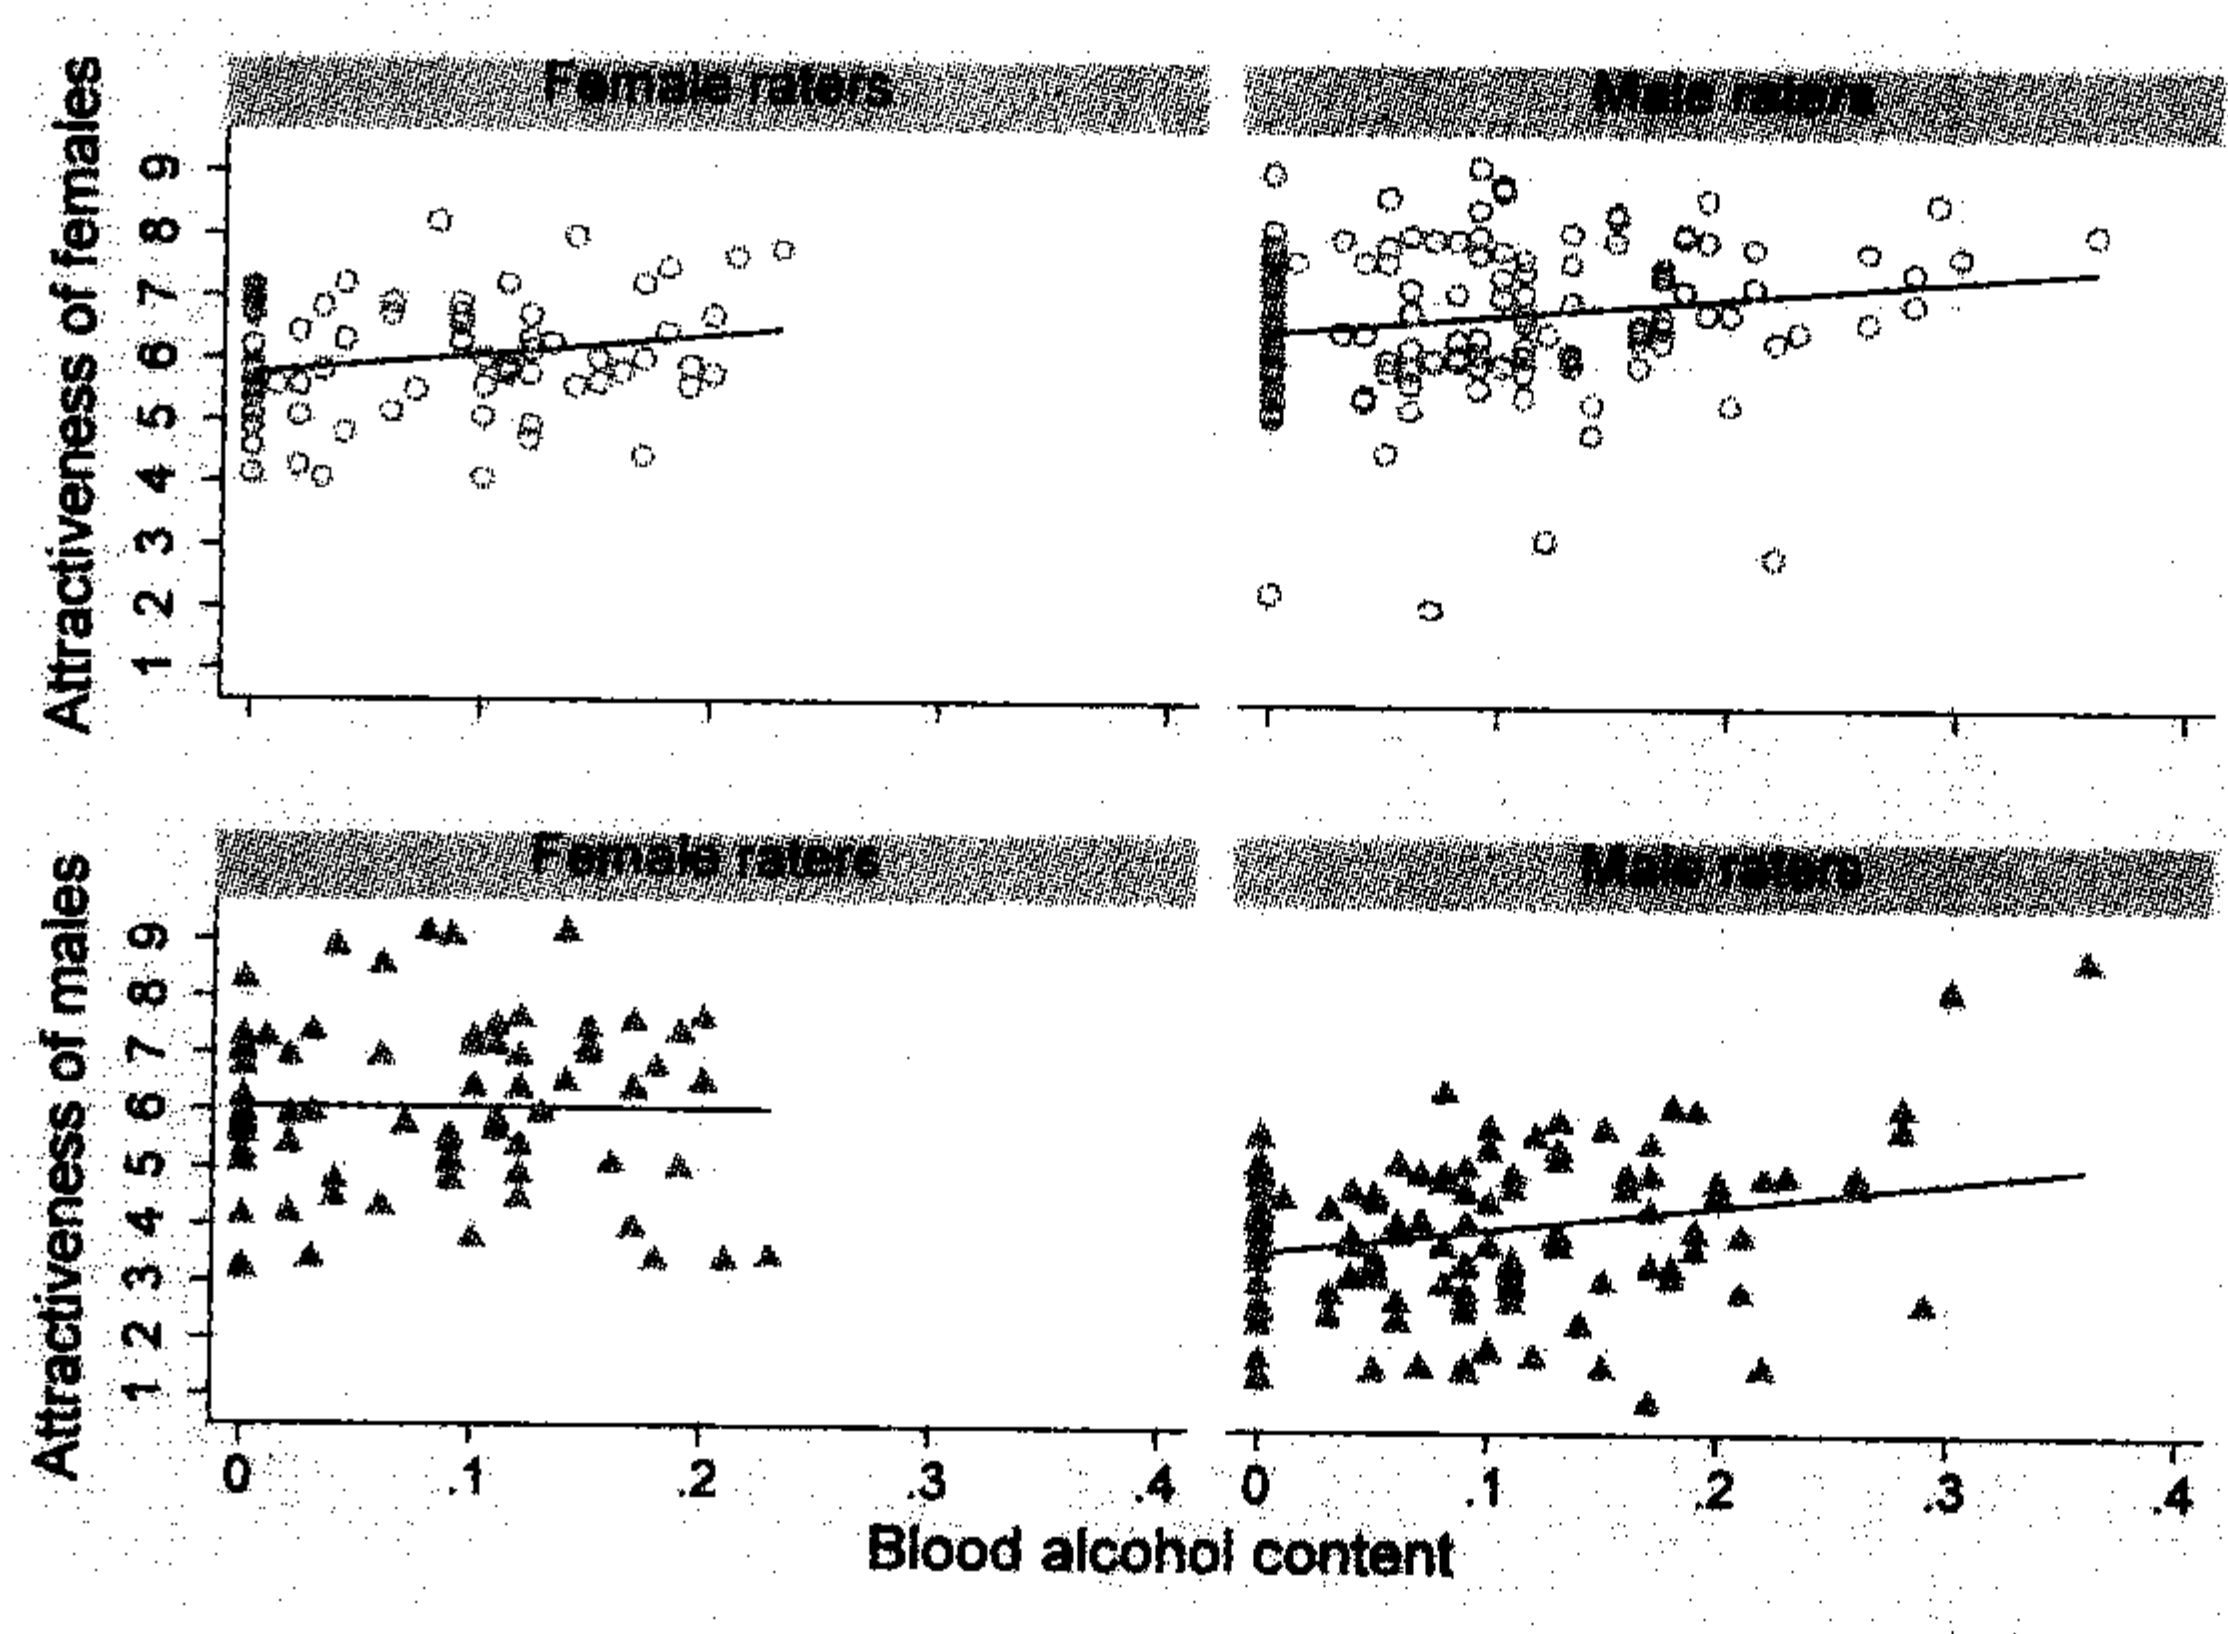 Female raters
Male raters
Attractiveness of females
9
8
7
6
5
4
3
2
1
Female raters
Male raters
Attractiveness of males
9
8
7
6
5
4
3
2
1
0 .1 .2 .3 .4
0 .1 .2 .3 .4
Blood alcohol content